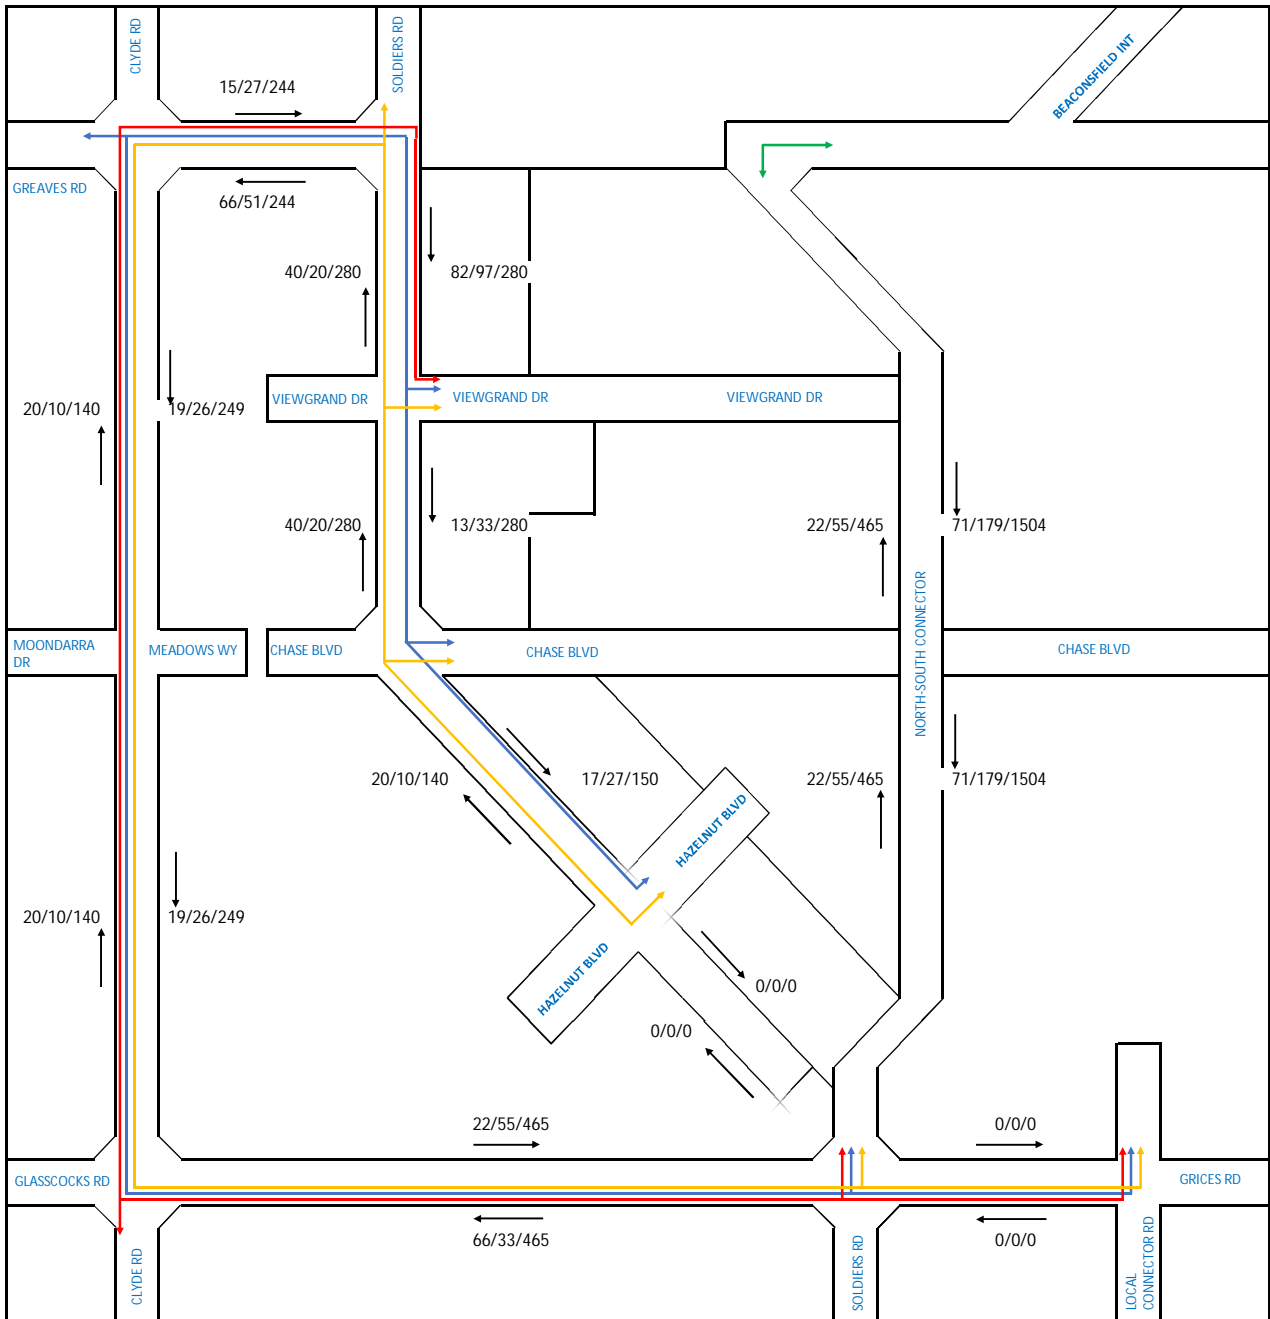 CLYDE RD
SOLDIERS RD
BEACONSFIELD INT
15/27/244
GREAVES RD
66/51/244
40/20/280
82/97/280
20/10/140
19/26/249
VIEWGRAND DR
VIEWGRAND DR
VIEWGRAND DR
40/20/280
13/33/280
22/55/465
71/179/1504
NORTH-SOUTH CONNECTOR
MOONDARRA
DR
MEADOWS WY
CHASE BLVD
CHASE BLVD
CHASE BLVD
20/10/140
17/27/150
22/55/465
71/179/1504
HAZELNUT BLVD
20/10/140
19/26/249
HAZELNUT BLVD
0/0/0
0/0/0
22/55/465
0/0/0
GLASSCOCKS RD
GRICES RD
66/33/465
0/0/0
CLYDE RD
SOLDIERS RD
LOCAL
CONNECTOR RD